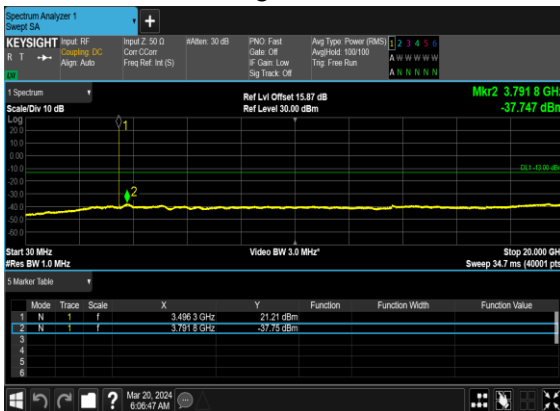 Spectrum Analyzer 1
Swept SA
KEYSIGHT Input: RF Input Z: 50 Ω #Atten: 30 dB PNO: Fast Avg Type: Power (RMS) 1 2 3 4 5 6
R T Coupling: DC Corr CCorr Gate: Off Avg|Hold: 100/100 A W W W W W
Align: Auto Freq Ref: Int (S) IF Gain: Low Trig: Free Run
Sig Track: Off A N N N N N
LV
1 Spectrum Ref Lvl Offset 15.87 dB Mkr2 3.791 8 GHz
Scale/Div 10 dB Ref Level 30.00 dBm -37.747 dBm
Log
1
20.0
10.0
0.00
-10.0
DL1 -13.00 dBm
-20.0
-30.0
2
-40.0
-50.0
-60.0
Start 30 MHz Video BW 3.0 MHz* Stop 20.000 GH
#Res BW 1.0 MHz Sweep 34.7 ms (40001 pts
5 Marker Table
Mode Trace Scale X Y Function Function Width Function Value
1 N 1 f 3.496 3 GHz 21.21 dBm
2 N 1 f 3.791 8 GHz -37.75 dBm
3
4
5
6
? Mar 20, 2024
6:06:47 AM